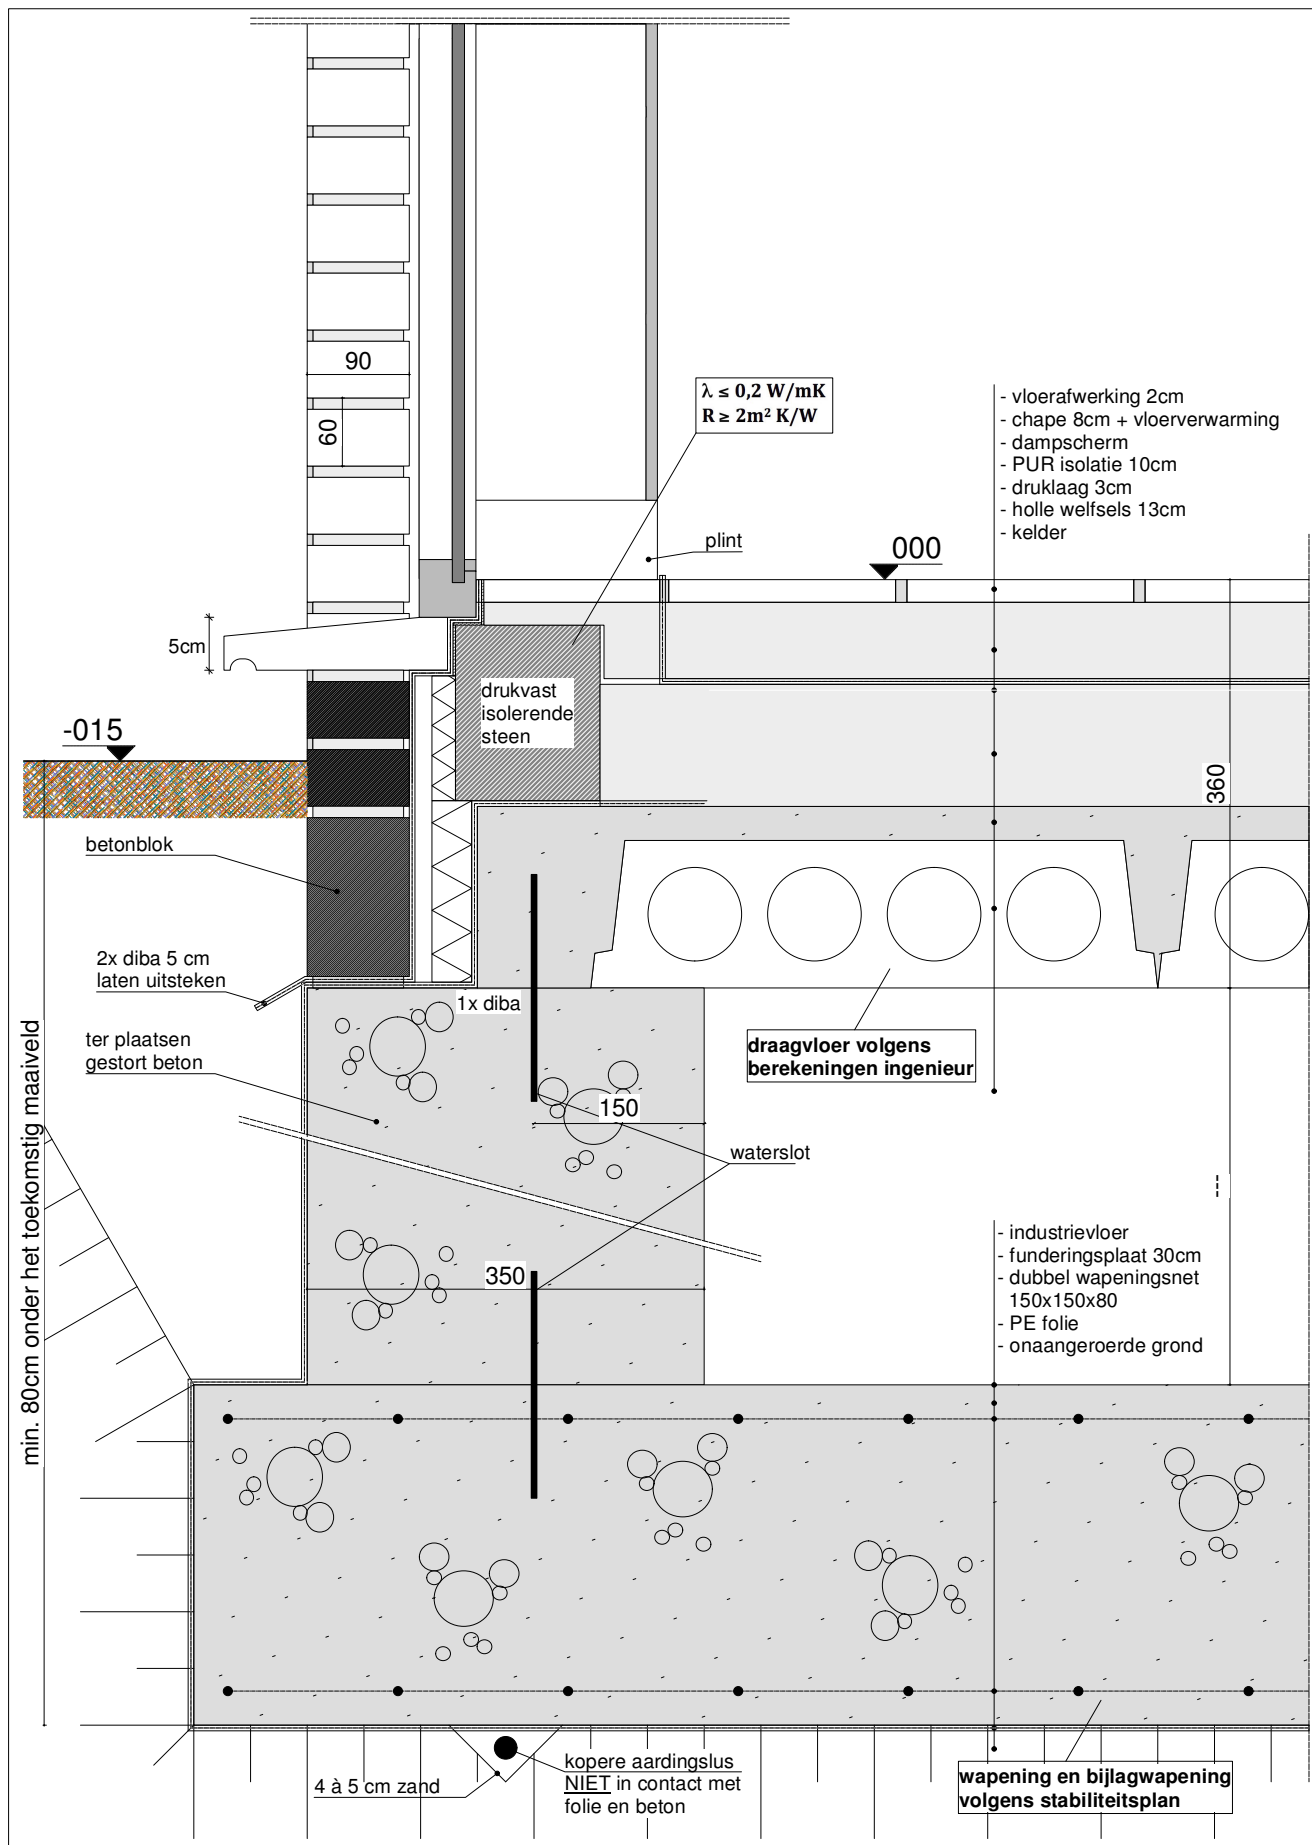 90
60
λ ≤ 0,2 W/mK
R ≥ 2m² K/W
- vloerafwerking 2cm
- chape 8cm + vloerverwarming
- dampscherm
- PUR isolatie 10cm
- druklaag 3cm
- holle welfsels 13cm
- kelder
plint
000
5cm
drukvast
isolerende
steen
-015
360
betonblok
2x diba 5 cm
laten uitsteken
1x diba
ter plaatsen
gestort beton
draagvloer volgens
berekeningen ingenieur
150
waterslot
min. 80cm onder het toekomstig maaiveld
350
- industrievloer
- funderingsplaat 30cm
- dubbel wapeningsnet
150x150x80
- PE folie
- onaangeroerde grond
4 à 5 cm zand
kopere aardingslus
NIET in contact met
folie en beton
wapening en bijlagwapening
volgens stabiliteitsplan